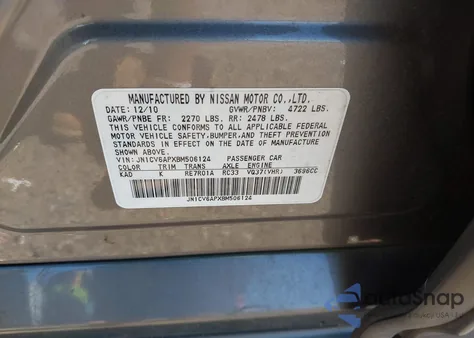 MANUFACTURED BY NISSAN MOTOR CO.,LTD.
DATE: 12/10 GVWR/PNBV: 4722 LBS.
GAWR/PNBE FR: 2270 LBS. RR: 2478 LBS.
THIS VEHICLE CONFORMS TO ALL APPLICABLE FEDERAL
MOTOR VEHICLE SAFETY,BUMPER,AND THEFT PREVENTION
STANDARDS IN EFFECT ON THE DATE OF MANUFACTURE
SHOWN ABOVE.
VIN: JN1CV6APXBM506124 PASSENGER CAR
COLOR TRIM TRANS AXLE ENGINE
KAD K RE7R01A RC33 VQ37(VHR) 3696CC
JN1CV6APXBM506124
AutoSnap